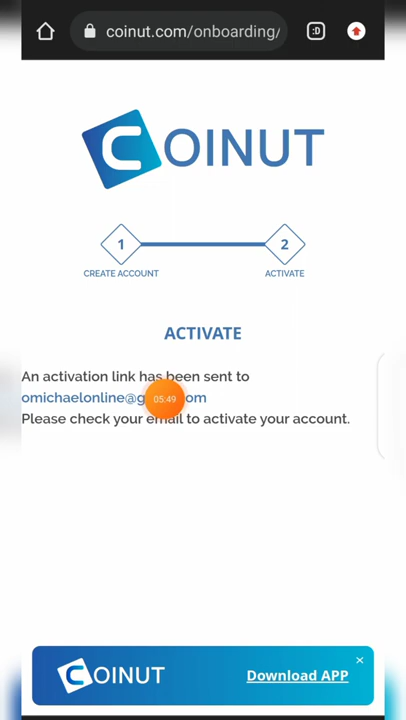 coinut.com/onboarding/
:D
COINUT
1
2
CREATE ACCOUNT
ACTIVATE
ACTIVATE
An activation link has been sent to
omichaelonline@g om
05:49
Please check your email to activate your account.
COINUT
Download APP